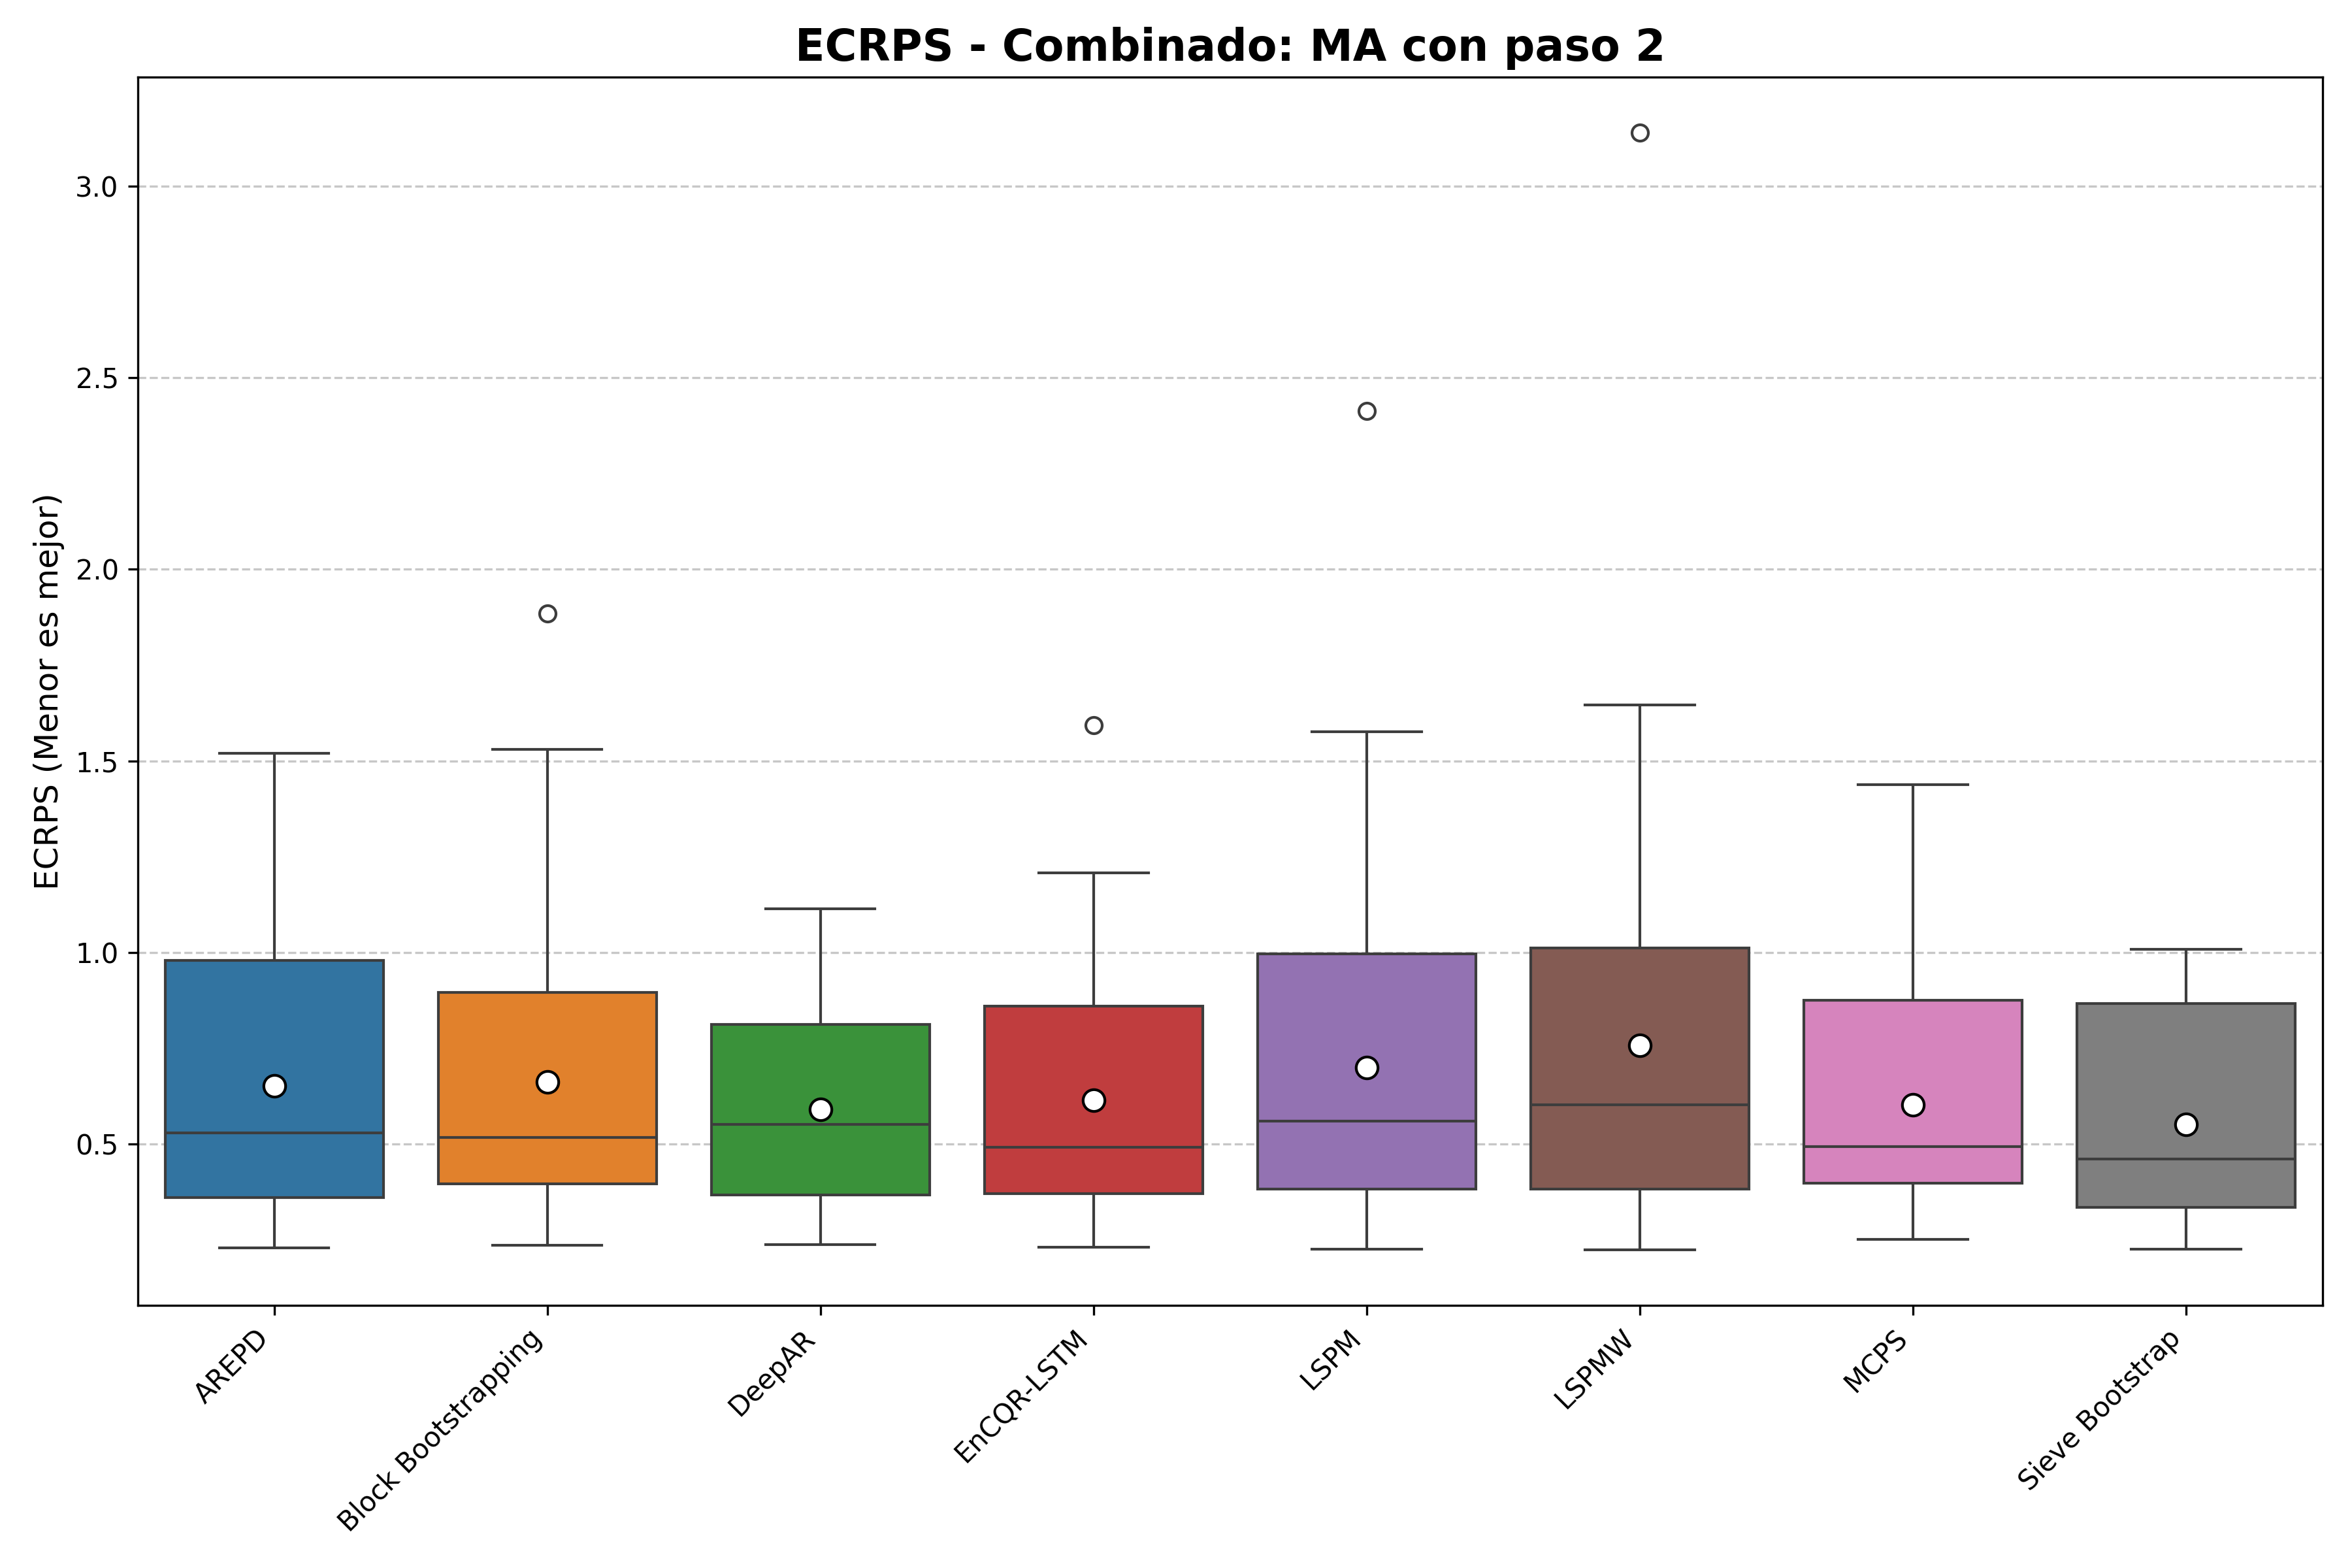 ECRPS - Combinado: MA con paso 2
ECRPS (Menor es mejor)
3.0
2.5
2.0
1.5
1.0
0.5
AREPD
Block Bootstrapping
DeepAR
EnCQR-LSTM
LSPM
LSPMW
MCPS
Sieve Bootstrap